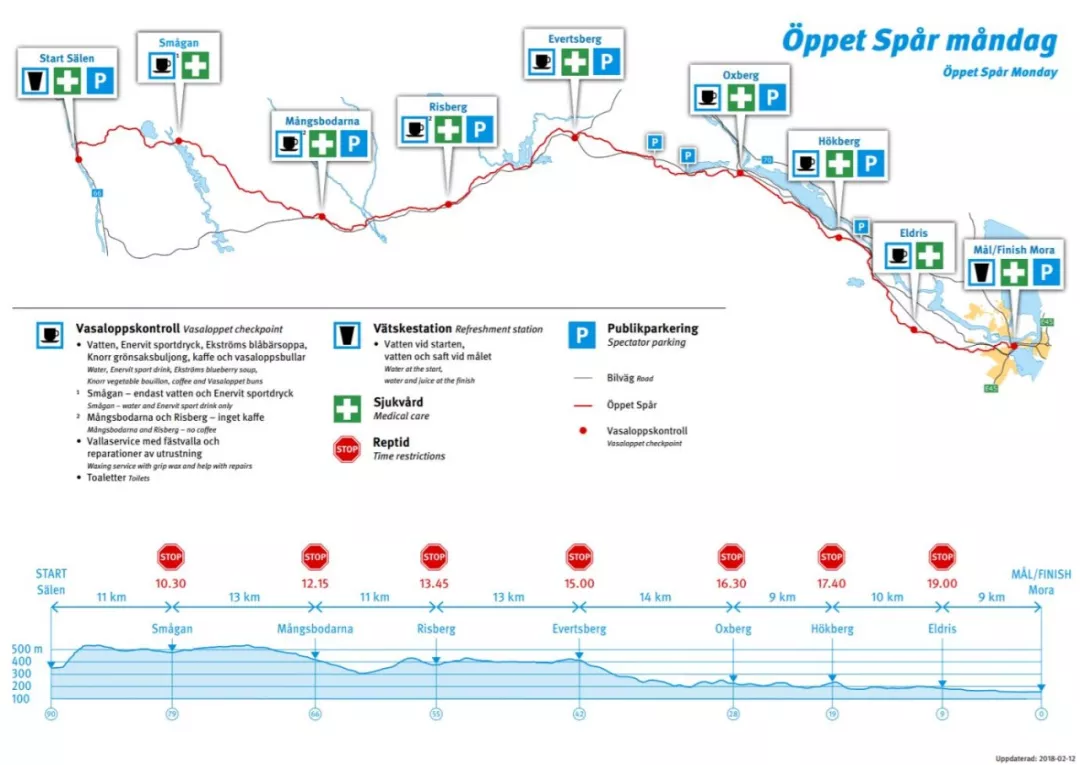 Öppet Spår måndag
Öppet Spår Monday
Start Sälen
P
Smågan
1
Mångsbodarna
2
P
Risberg
2
P
Evertsberg
P
P
P
Oxberg
P
70
Hökberg
P
P
Eldris
Mål/Finish Mora
P
66
E45
E45
Vasaloppskontroll Vasaloppet checkpoint
• Vatten, Enervit sportdryck, Ekströms blåbärsoppa,
Knorr grönsaksbuljong, kaffe och vasaloppsbullar
Water, Enervit sport drink, Ekströms blueberry soup,
Knorr vegetable bouillon, coffee and Vasaloppet buns
1 Smågan – endast vatten och Enervit sportdryck
Smågan – water and Enervit sport drink only
2 Mångsbodarna och Risberg – inget kaffe
Mångsbodarna and Risberg – no coffee
• Vallaservice med fästvalla och
reparationer av utrustning
Waxing service with grip wax and help with repairs
• Toaletter Toilets
Vätskestation Refreshment station
• Vatten vid starten,
vatten och saft vid målet
Water at the start,
water and juice at the finish
Sjukvård
Medical care
STOP
Reptid
Time restrictions
P
Publikparkering
Spectator parking
Bilväg Road
Öppet Spår
Vasaloppskontroll
Vasaloppet checkpoint
STOP STOP STOP STOP STOP STOP STOP
10.30 12.15 13.45 15.00 16.30 17.40 19.00
START
Sälen
MÅL/FINISH
Mora
11 km 13 km 11 km 13 km 14 km 9 km 10 km 9 km
Smågan Mångsbodarna Risberg Evertsberg Oxberg Hökberg Eldris
500 m
400
300
200
100
90 79 66 55 42 28 19 9 0
Uppdaterad: 2018-02-12